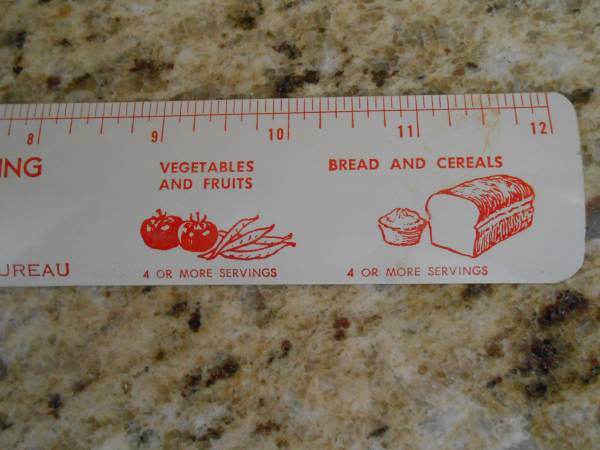 8 9 10 11 12
ING
VEGETABLES
AND FRUITS
BREAD AND CEREALS
4 OR MORE SERVINGS
4 OR MORE SERVINGS
UREAU